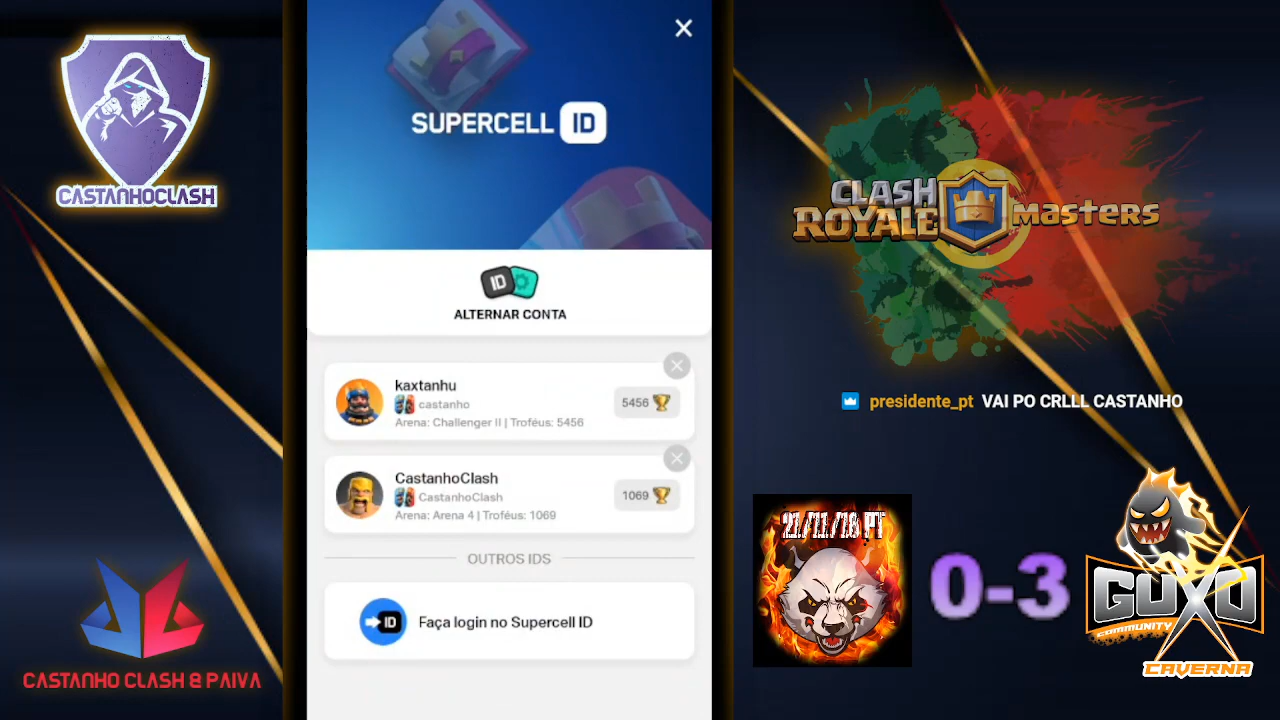 CASTANHOCLASH
CASTANHO CLASH & PAIVA
SUPERCELL ID
ID
ALTERNAR CONTA
kaxtanhu
castanho
Arena: Challenger II | Troféus: 5456
5456
CastanhoClash
CastanhoClash
Arena: Arena 4 | Troféus: 1069
1069
OUTROS IDS
ID
Faça login no Supercell ID
CLASH
ROYALE masters
presidente_pt VAI PO CRLLL CASTANHO
21/11/18 PT
0-3
GUXO
COMMUNITY
CAVERNA